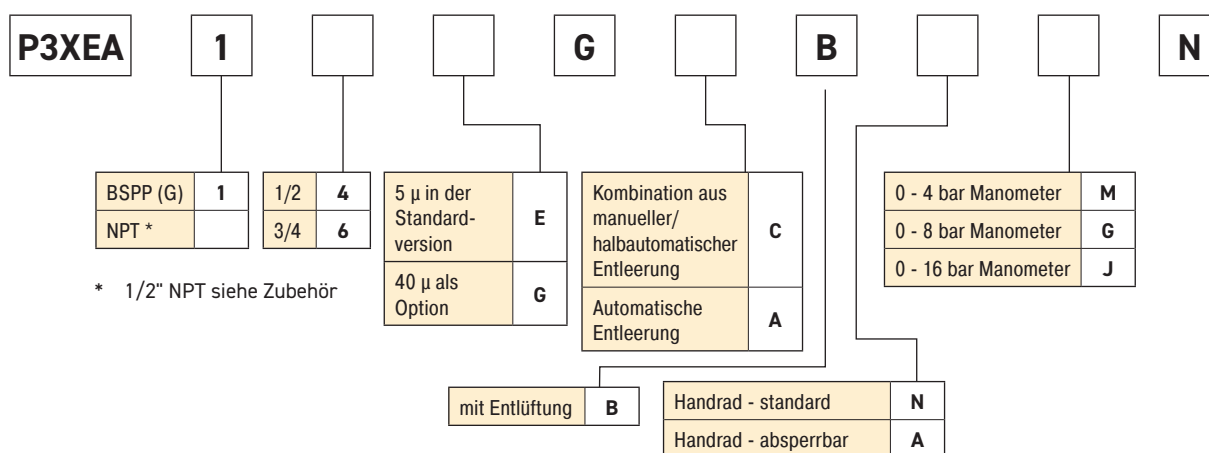 P3XEA 1 G B N
BSPP (G) 1
NPT *
1/2 4
3/4 6
* 1/2" NPT siehe Zubehör
5 µ in der
Standard-
version
E
40 µ als
Option
G
Kombination aus
manueller/
halbautomatischer
Entleerung
C
Automatische
Entleerung
A
0 - 4 bar Manometer M
0 - 8 bar Manometer G
0 - 16 bar Manometer J
mit Entlüftung B
Handrad - standard N
Handrad - absperrbar A